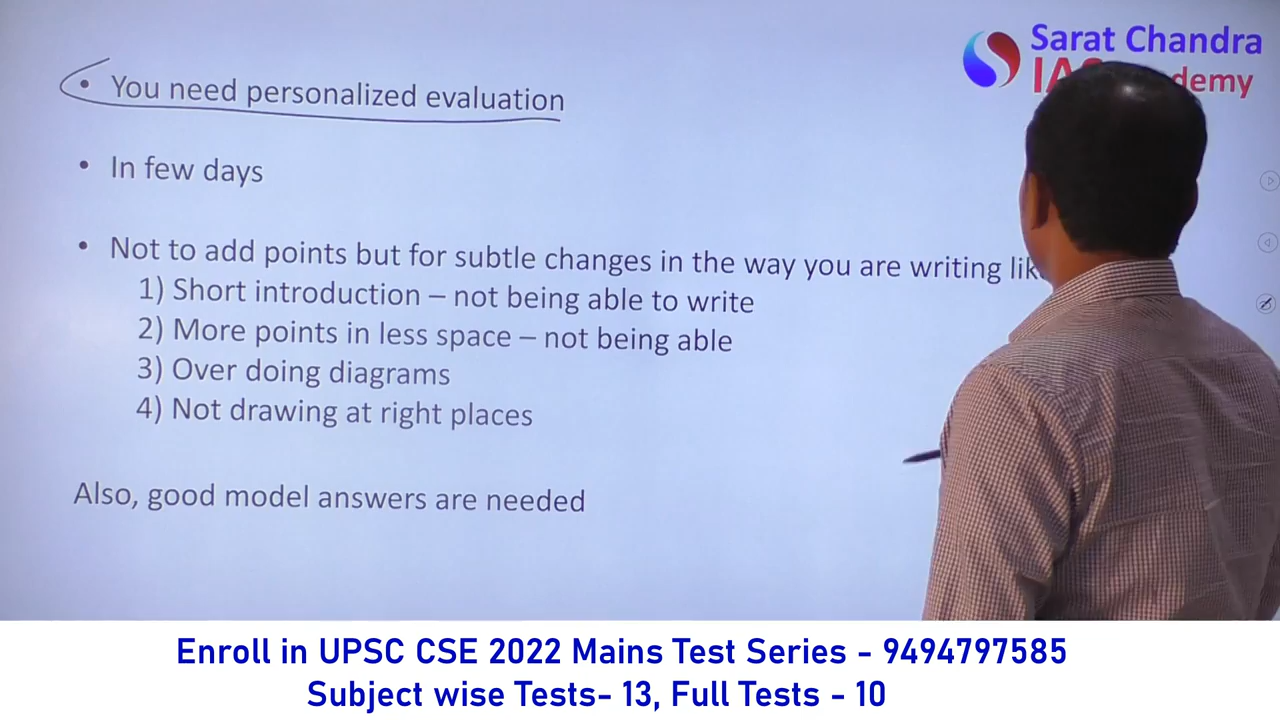 Sarat Chandra
• You need personalized evaluation
• In few days
• Not to add points but for subtle changes in the way you are writing
1) Short introduction – not being able to write
2) More points in less space – not being able
3) Over doing diagrams
4) Not drawing at right places
Also, good model answers are needed
Enroll in UPSC CSE 2022 Mains Test Series - 9494797585
Subject wise Tests- 13, Full Tests - 10